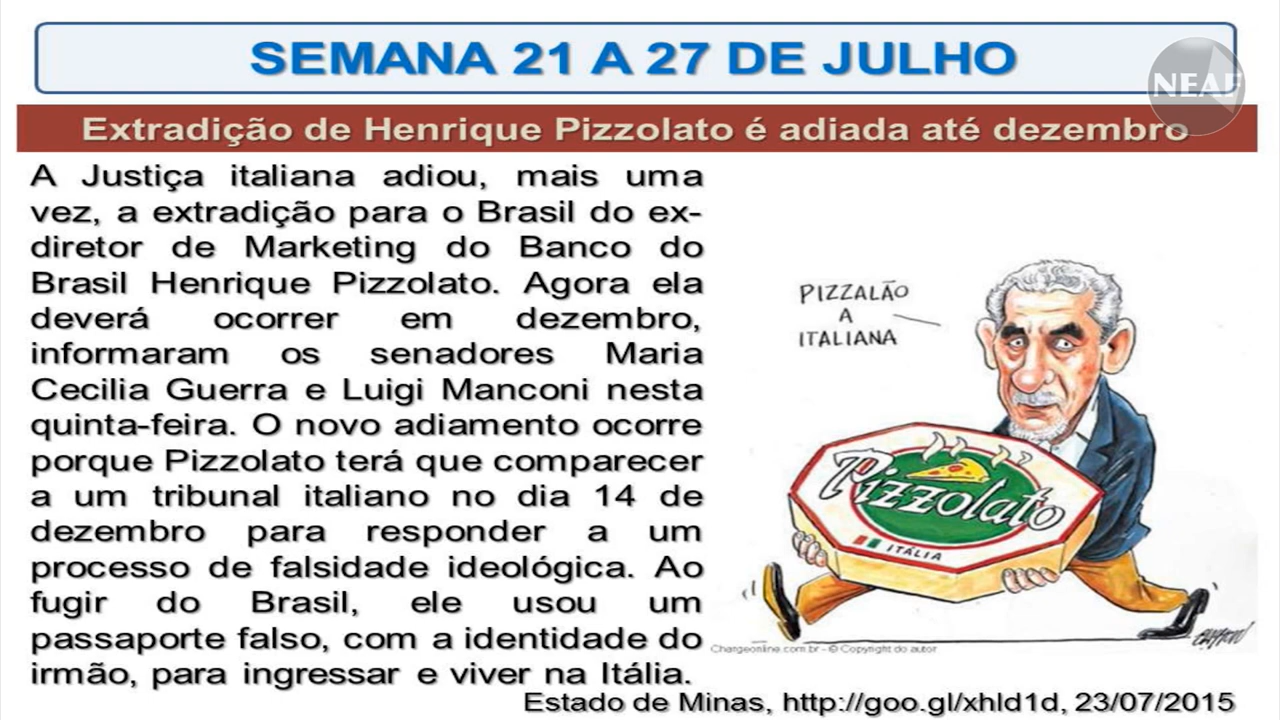 SEMANA 21 A 27 DE JULHO
NEAF
Extradição de Henrique Pizzolato é adiada até dezembro
A Justiça italiana adiou, mais uma
vez, a extradição para o Brasil do ex-
diretor de Marketing do Banco do
Brasil Henrique Pizzolato. Agora ela
deverá ocorrer em dezembro,
informaram os senadores Maria
Cecilia Guerra e Luigi Manconi nesta
quinta-feira. O novo adiamento ocorre
porque Pizzolato terá que comparecer
a um tribunal italiano no dia 14 de
dezembro para responder a um
processo de falsidade ideológica. Ao
fugir do Brasil, ele usou um
passaporte falso, com a identidade do
irmão, para ingressar e viver na Itália.
PIZZALÃO
A
ITALIANA
Pizzolato
ITÁLIA
Chargeonline.com.br - © Copyright do autor
Estado de Minas, http://goo.gl/xhld1d, 23/07/2015